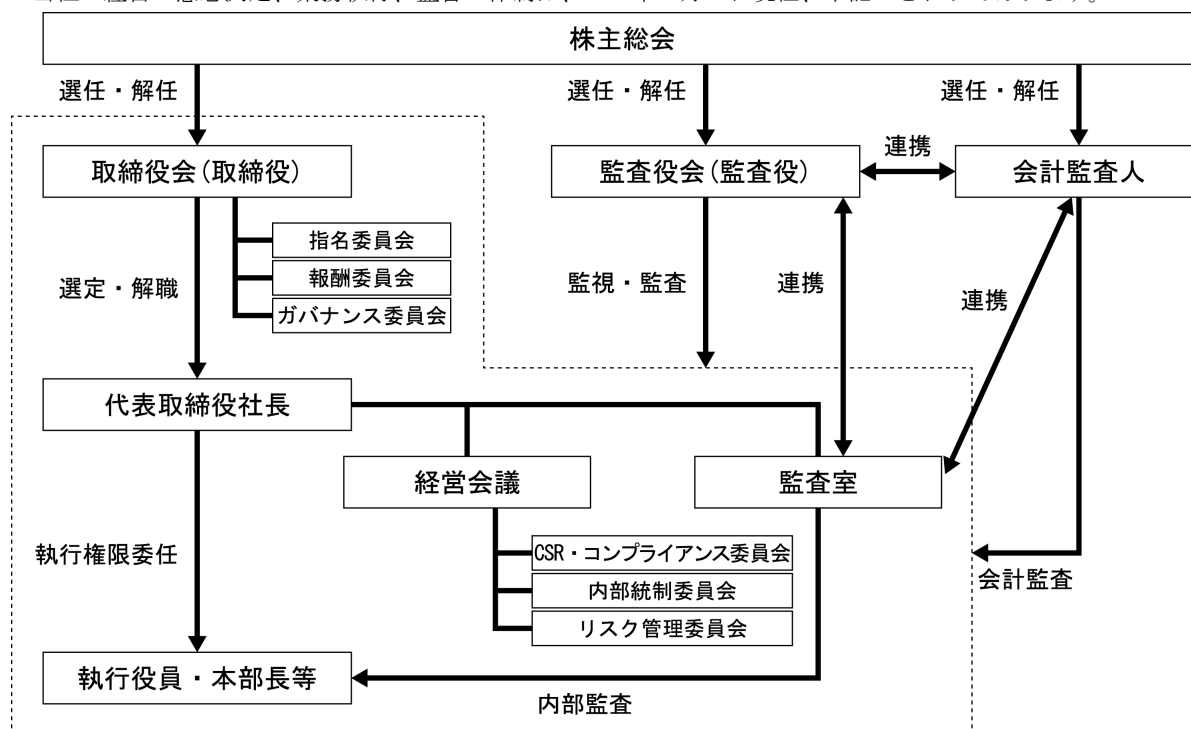 株主総会
選任・解任
選任・解任
選任・解任
取締役会(取締役)
監査役会(監査役)
連携
会計監査人
指名委員会
報酬委員会
ガバナンス委員会
選定・解職
監視・監査
連携
連携
代表取締役社長
経営会議
監査室
執行権限委任
CSR・コンプライアンス委員会
内部統制委員会
リスク管理委員会
会計監査
執行役員・本部長等
内部監査